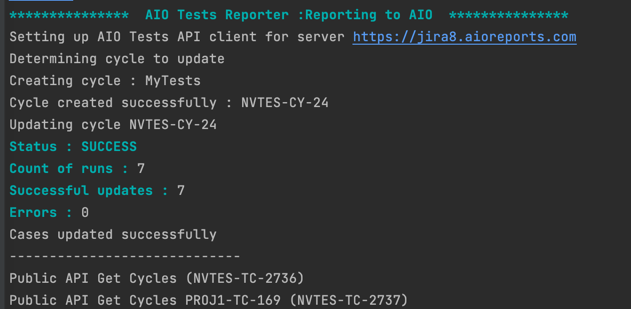 *************** AIO Tests Reporter :Reporting to AIO ***************
Setting up AIO Tests API client for server https://jira8.aioreports.com
Determining cycle to update
Creating cycle : MyTests
Cycle created successfully : NVTES-CY-24
Updating cycle NVTES-CY-24
Status : SUCCESS
Count of runs : 7
Successful updates : 7
Errors : 0
Cases updated successfully
-----------------------------
Public API Get Cycles (NVTES-TC-2736)
Public API Get Cycles PROJ1-TC-169 (NVTES-TC-2737)